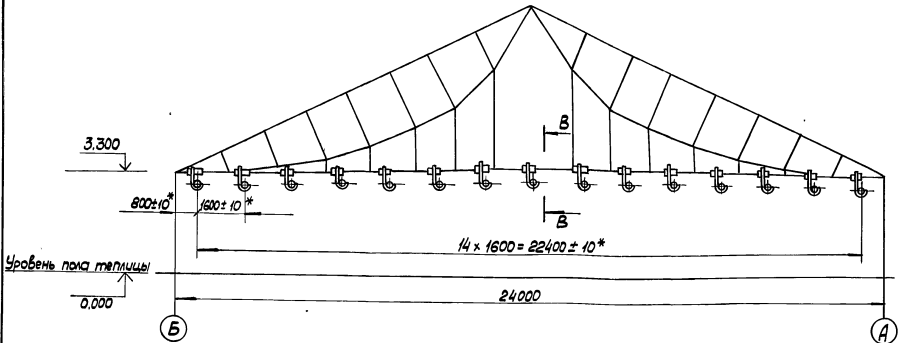 В
3.300
800±10*
1600±10*
В
14 х 1600 = 22400±10*
Уровень пола теплицы
0,000
24000
Б
А